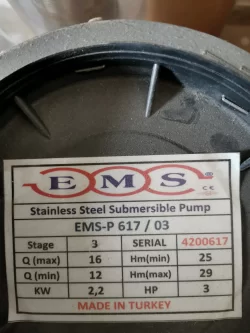 EMS
CE
Stainless Steel Submersible Pump
EMS-P 617 / 03
Stage 3 SERIAL 4200617
Q (max) 16 Hm(min) 25
Q (min) 12 Hm(max) 29
KW 2,2 HP 3
MADE IN TURKEY